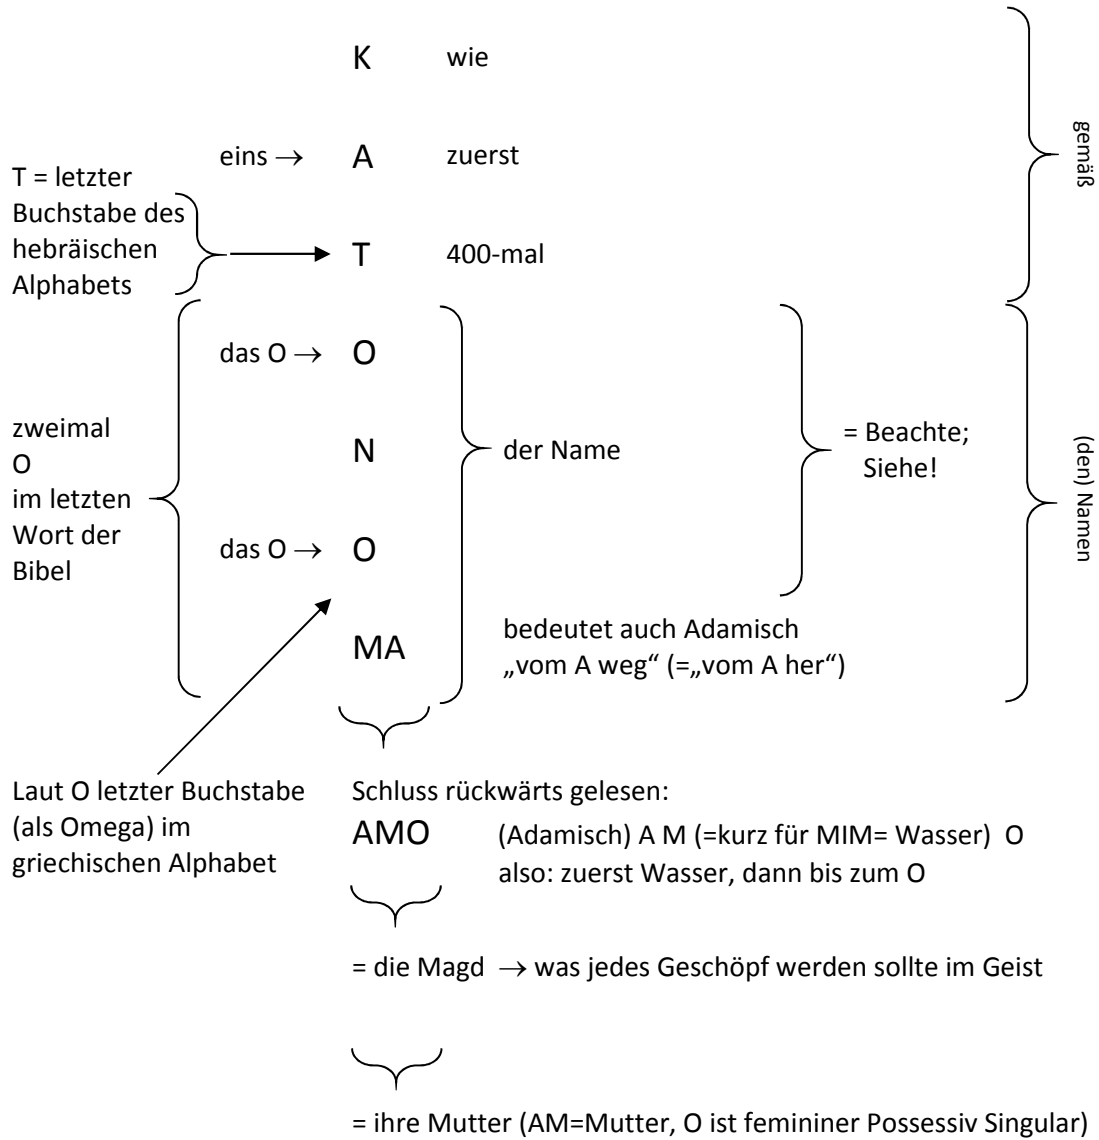 K wie
eins → A zuerst
T = letzter
Buchstabe des
hebräischen
Alphabets
T 400-mal
gemäß
das O → O
zweimal
O
im letzten
Wort der
Bibel
N
der Name
= Beachte;
Siehe!
(den) Namen
das O → O
MA
bedeutet auch Adamisch
„vom A weg“ (=„vom A her“)
Laut O letzter Buchstabe
(als Omega) im
griechischen Alphabet
Schluss rückwärts gelesen:
AMO (Adamisch) A M (=kurz für MIM= Wasser) O
also: zuerst Wasser, dann bis zum O
= die Magd → was jedes Geschöpf werden sollte im Geist
= ihre Mutter (AM=Mutter, O ist femininer Possessiv Singular)